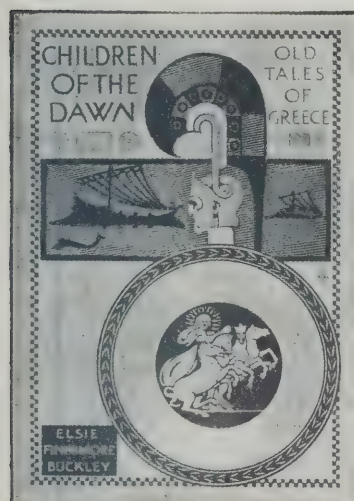 CHILDREN
OF THE
DAWN
OLD
TALES
OF
GREECE
ELSIE
FINNIMORE
BUCKLEY